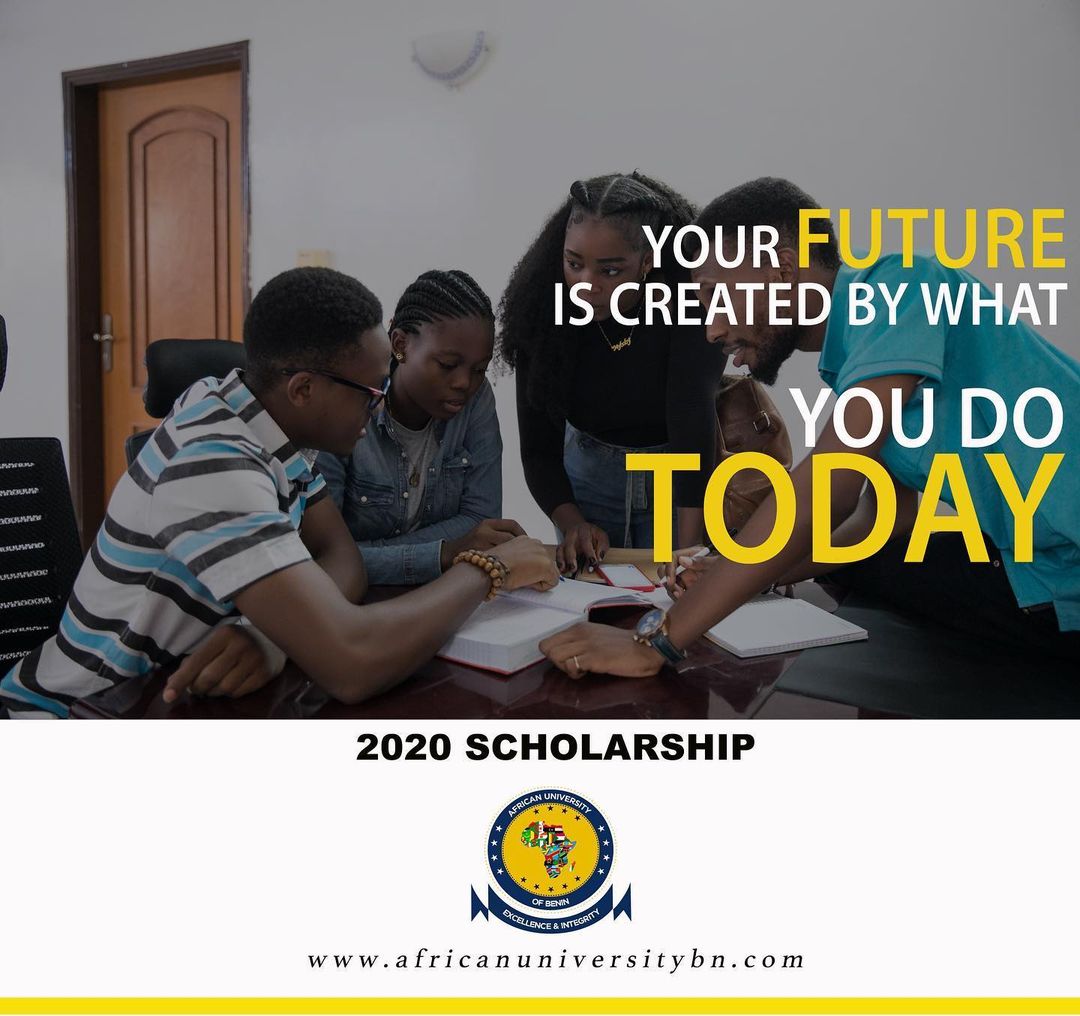 YOUR FUTURE
IS CREATED BY WHAT
YOU DO
TODAY
2020 SCHOLARSHIP
AFRICAN UNIVERSITY
OF BENIN
EXCELLENCE & INTEGRITY
www.africanuniversitybn.com